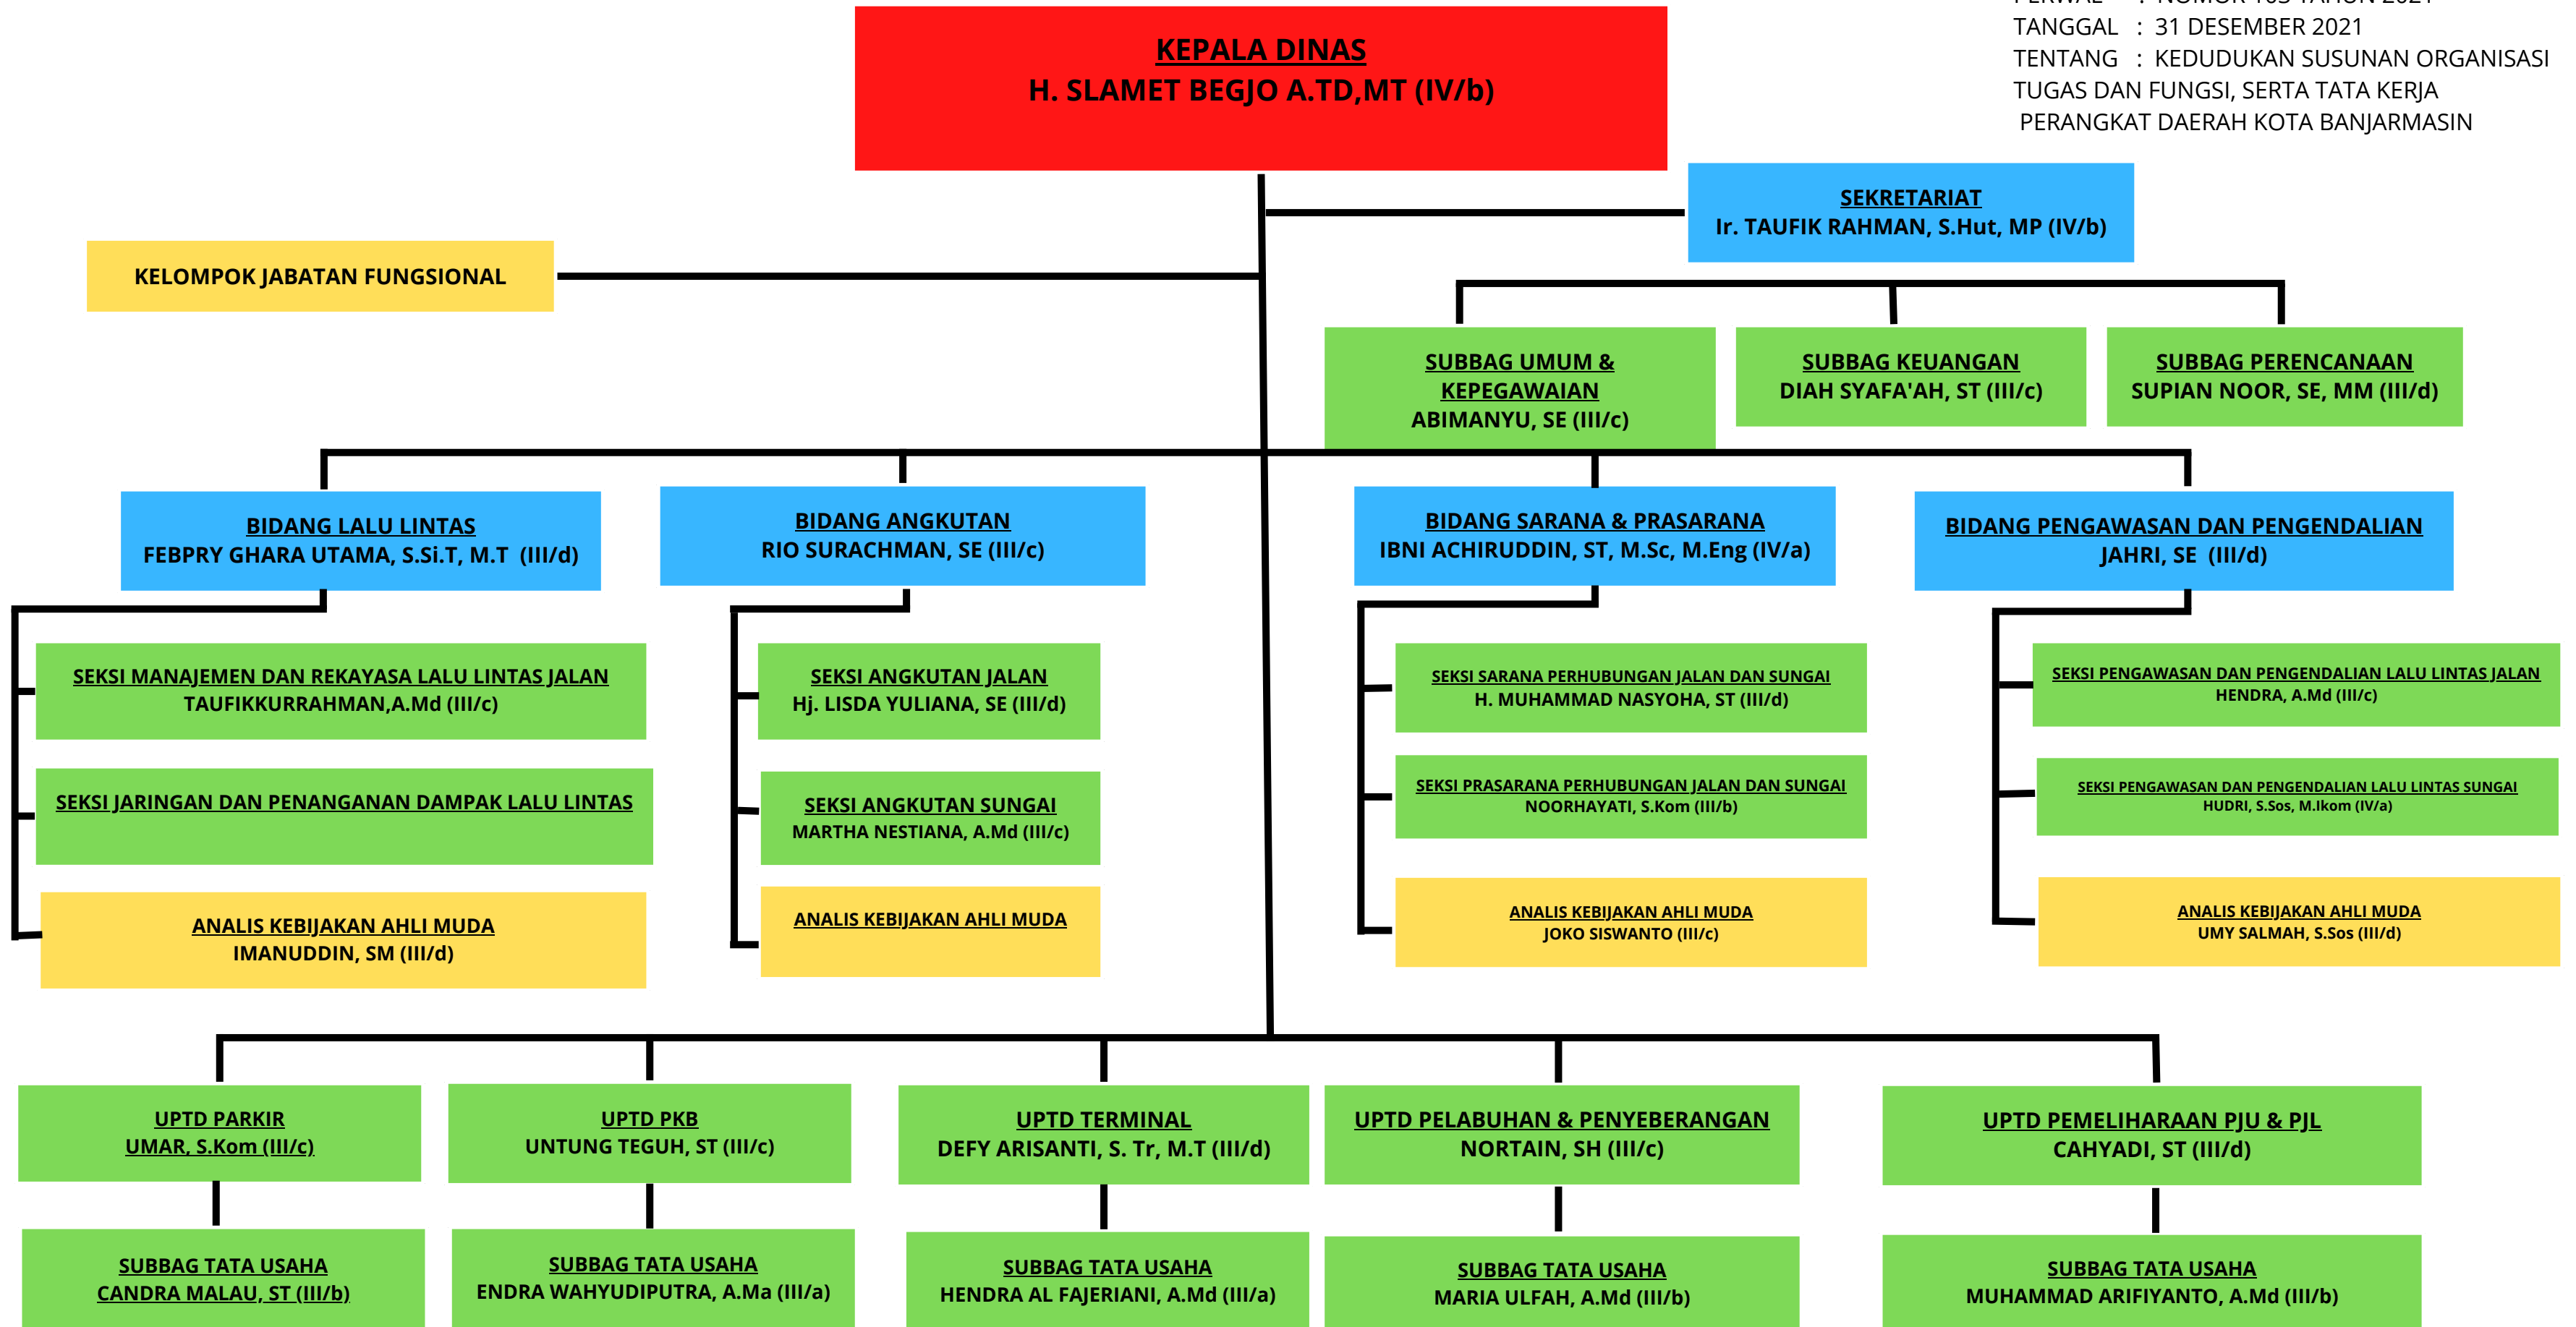 PERWAL : NOMOR 103 TAHUN 2021
TANGGAL : 31 DESEMBER 2021
TENTANG : KEDUDUKAN SUSUNAN ORGANISASI
TUGAS DAN FUNGSI, SERTA TATA KERJA
PERANGKAT DAERAH KOTA BANJARMASIN
KEPALA DINAS
H. SLAMET BEGJO A.TD,MT (IV/b)
SEKRETARIAT
Ir. TAUFIK RAHMAN, S.Hut, MP (IV/b)
KELOMPOK JABATAN FUNGSIONAL
SUBBAG UMUM &
KEPEGAWAIAN
ABIMANYU, SE (III/c)
SUBBAG KEUANGAN
DIAH SYAFA'AH, ST (III/c)
SUBBAG PERENCANAAN
SUPIAN NOOR, SE, MM (III/d)
BIDANG LALU LINTAS
FEBPRY GHARA UTAMA, S.Si.T, M.T (III/d)
BIDANG ANGKUTAN
RIO SURACHMAN, SE (III/c)
BIDANG SARANA & PRASARANA
IBNI ACHIRUDDIN, ST, M.Sc, M.Eng (IV/a)
BIDANG PENGAWASAN DAN PENGENDALIAN
JAHRI, SE (III/d)
SEKSI MANAJEMEN DAN REKAYASA LALU LINTAS JALAN
TAUFIKKURRAHMAN,A.Md (III/c)
SEKSI JARINGAN DAN PENANGANAN DAMPAK LALU LINTAS
ANALIS KEBIJAKAN AHLI MUDA
IMANUDDIN, SM (III/d)
SEKSI ANGKUTAN JALAN
Hj. LISDA YULIANA, SE (III/d)
SEKSI ANGKUTAN SUNGAI
MARTHA NESTIANA, A.Md (III/c)
ANALIS KEBIJAKAN AHLI MUDA
SEKSI SARANA PERHUBUNGAN JALAN DAN SUNGAI
H. MUHAMMAD NASYOHA, ST (III/d)
SEKSI PRASARANA PERHUBUNGAN JALAN DAN SUNGAI
NOORHAYATI, S.Kom (III/b)
ANALIS KEBIJAKAN AHLI MUDA
JOKO SISWANTO (III/c)
SEKSI PENGAWASAN DAN PENGENDALIAN LALU LINTAS JALAN
HENDRA, A.Md (III/c)
SEKSI PENGAWASAN DAN PENGENDALIAN LALU LINTAS SUNGAI
HUDRI, S.Sos, M.Ikom (IV/a)
ANALIS KEBIJAKAN AHLI MUDA
UMY SALMAH, S.Sos (III/d)
UPTD PARKIR
UMAR, S.Kom (III/c)
UPTD PKB
UNTUNG TEGUH, ST (III/c)
UPTD TERMINAL
DEFY ARISANTI, S. Tr, M.T (III/d)
UPTD PELABUHAN & PENYEBERANGAN
NORTAIN, SH (III/c)
UPTD PEMELIHARAAN PJU & PJL
CAHYADI, ST (III/d)
SUBBAG TATA USAHA
CANDRA MALAU, ST (III/b)
SUBBAG TATA USAHA
ENDRA WAHYUDIPUTRA, A.Ma (III/a)
SUBBAG TATA USAHA
HENDRA AL FAJERIANI, A.Md (III/a)
SUBBAG TATA USAHA
MARIA ULFAH, A.Md (III/b)
SUBBAG TATA USAHA
MUHAMMAD ARIFIYANTO, A.Md (III/b)